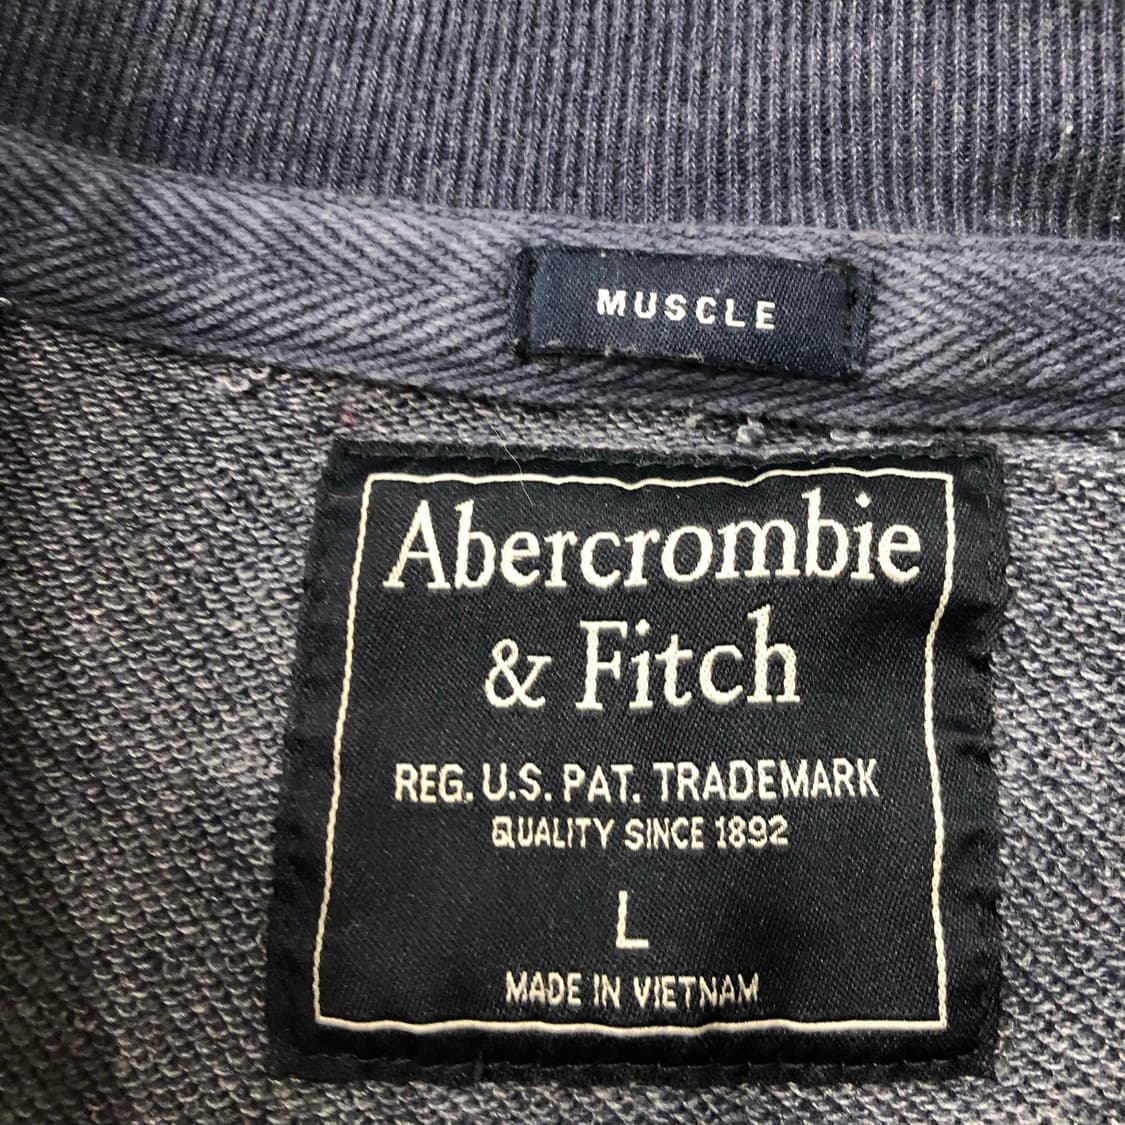 MUSCLE
Abercrombie
& Fitch
REG. U.S. PAT. TRADEMARK
QUALITY SINCE 1892
L
MADE IN VIETNAM